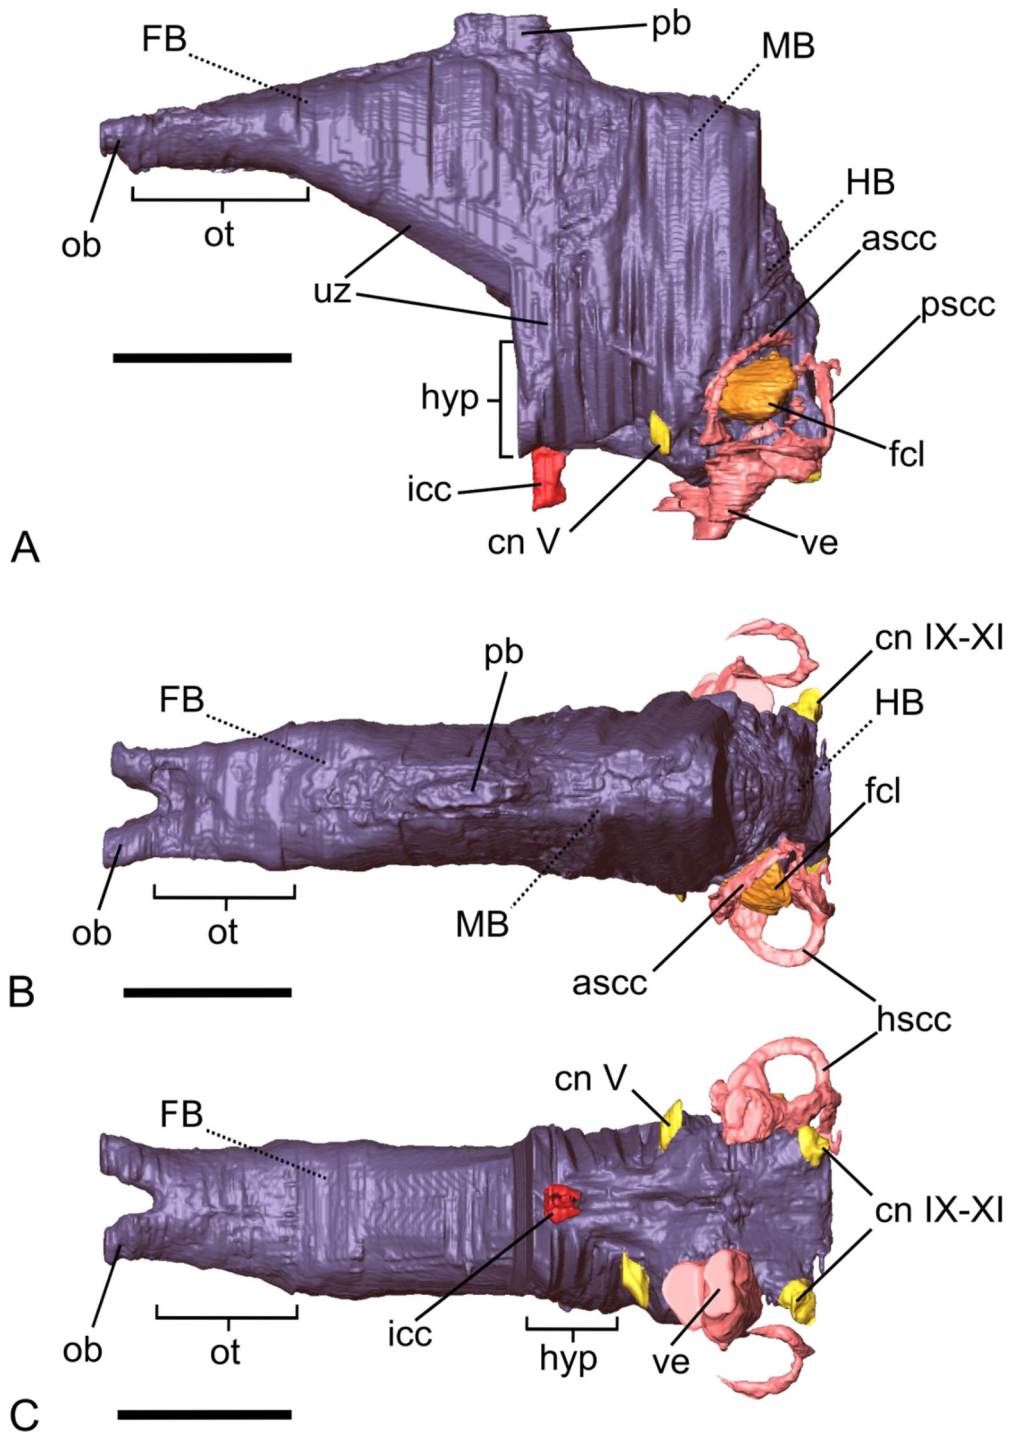 pb
FB
MB
HB
ob
ot
ascc
uz
pscc
hyp
fcl
icc
cn V
ve
A
cn IX-XI
pb
FB
HB
fcl
ob
ot
MB
ascc
B
hscc
cn V
FB
cn IX-XI
icc
ob
ot
hyp
ve
C